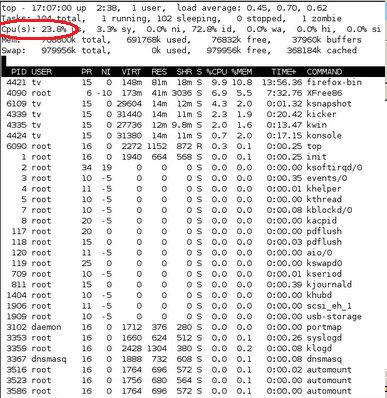 top - 17:07:00 up 2:38, 1 user, load average: 0.45, 0.70, 0.62
Tasks: 104 total, 1 running, 102 sleeping, 0 stopped, 1 zombie
Cpu(s): 23.8% 3.3% sy, 0.0% ni, 72.8% id, 0.0% wa, 0.0% hi, 0.0% si
Mem: total, 691768k used, 76832k free, 37960k buffers
Swap: 979956k total, 0k used, 979956k free, 368184k cached
PID USER PR NI VIRT RES SHR S %CPU %MEM TIME+ COMMAND
4421 tv 15 0 148m 81m 18m S 9.9 10.8 13:56.36 firefox-bin
4090 root 6 -10 173m 41m 3036 S 6.9 5.5 7:32.76 XFree86
6109 tv 15 0 29604 14m 12m S 4.3 2.0 0:01.32 ksnapshot
4339 tv 15 0 31440 14m 11m S 2.3 2.0 0:20.42 kicker
4335 tv 15 0 27736 12m 9.8m S 2.0 1.6 0:13.47 kwin
4424 tv 15 0 31380 14m 11m S 0.7 2.0 0:17.15 konsole
6090 root 16 0 2272 1152 872 R 0.3 0.1 0:00.25 top
1 root 16 0 1940 664 568 S 0.0 0.1 0:00.25 init
2 root 34 19 0 0 0 S 0.0 0.0 0:00.00 ksoftirqd/0
3 root 10 -5 0 0 0 S 0.0 0.0 0:00.35 events/0
4 root 11 -5 0 0 0 S 0.0 0.0 0:00.01 khelper
5 root 10 -5 0 0 0 S 0.0 0.0 0:00.00 kthread
7 root 10 -5 0 0 0 S 0.0 0.0 0:00.08 kblockd/0
8 root 20 -5 0 0 0 S 0.0 0.0 0:00.00 kacpid
117 root 20 0 0 0 0 S 0.0 0.0 0:00.00 pdflush
118 root 15 0 0 0 0 S 0.0 0.0 0:00.03 pdflush
120 root 11 -5 0 0 0 S 0.0 0.0 0:00.00 aio/0
119 root 25 0 0 0 0 S 0.0 0.0 0:00.00 kswapd0
709 root 10 -5 0 0 0 S 0.0 0.0 0:00.01 kseriod
811 root 15 0 0 0 0 S 0.0 0.0 0:00.39 kjournald
1404 root 10 -5 0 0 0 S 0.0 0.0 0:00.00 khubd
1906 root 11 -5 0 0 0 S 0.0 0.0 0:00.00 scsi_eh_1
1909 root 10 -5 0 0 0 S 0.0 0.0 0:00.00 usb-storage
3102 daemon 16 0 1712 376 280 S 0.0 0.0 0:00.00 portmap
3353 root 16 0 1660 624 512 S 0.0 0.1 0:00.26 syslogd
3359 root 16 0 2428 1304 380 S 0.0 0.2 0:00.08 klogd
3367 dnsmasq 16 0 1888 732 608 S 0.0 0.1 0:00.08 dnsmasq
3516 root 16 0 1764 696 572 S 0.0 0.1 0:00.02 automount
3523 root 16 0 1756 680 564 S 0.0 0.1 0:00.00 automount
3586 root 16 0 1764 696 572 S 0.0 0.1 0:00.00 automount